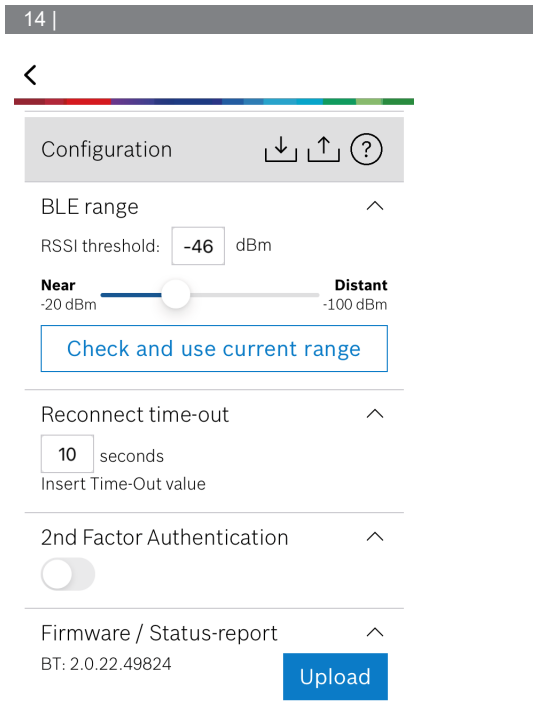 14 |
Configuration ?
BLE range
RSSI threshold: -46 dBm
Near Distant
-20 dBm -100 dBm
Check and use current range
Reconnect time-out
10 seconds
Insert Time-Out value
2nd Factor Authentication
Firmware / Status-report
BT: 2.0.22.49824
Upload